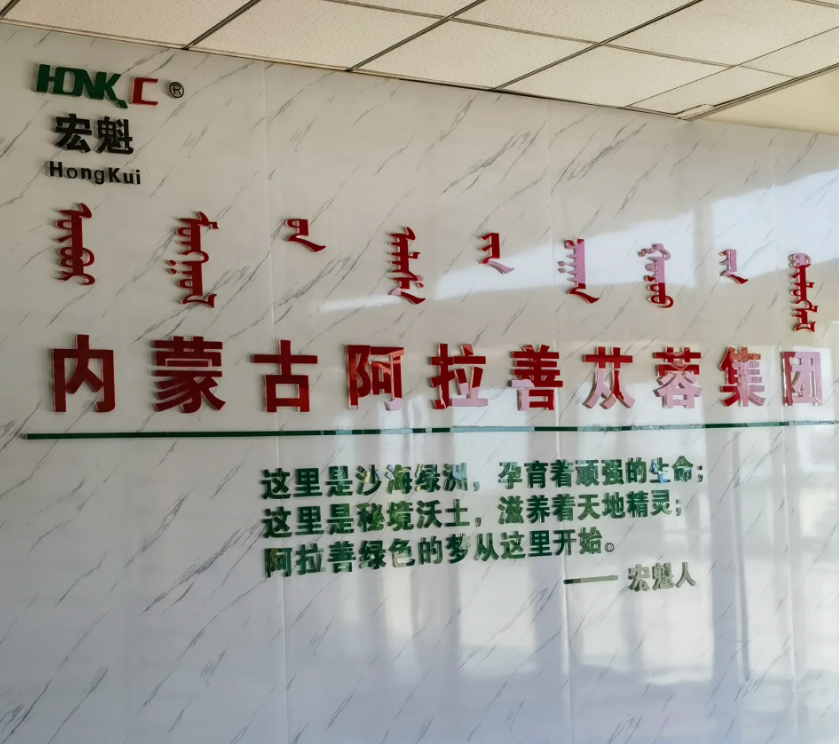 HONK.C®
宏魁
HongKui
内蒙古阿拉善苁蓉集团
这里是沙海绿洲，孕育着顽强的生命；
这里是秘境沃土，滋养着天地精灵；
阿拉善绿色的梦从这里开始。
——宏魁人